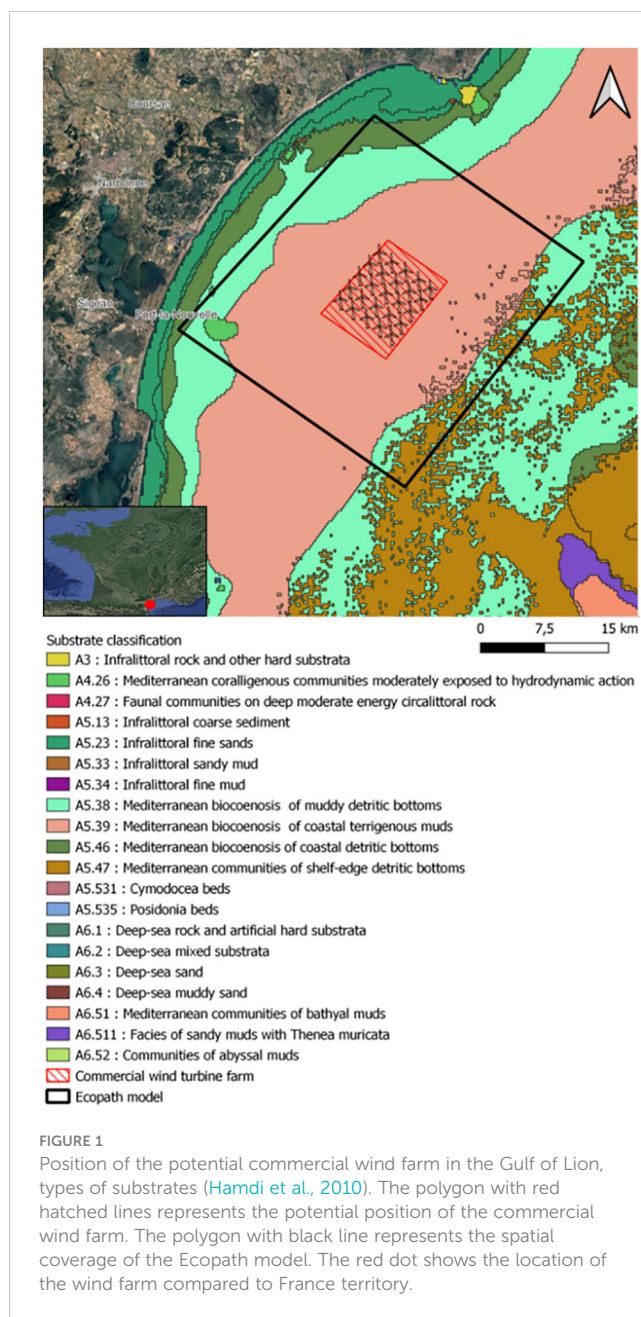 Coursan
Narbonne
Sigean
Port-la-Nouvelle
Substrate classification
0 7,5 15 km
A3 : Infralittoral rock and other hard substrata
A4.26 : Mediterranean coralligenous communities moderately exposed to hydrodynamic action
A4.27 : Faunal communities on deep moderate energy circalittoral rock
A5.13 : Infralittoral coarse sediment
A5.23 : Infralittoral fine sands
A5.33 : Infralittoral sandy mud
A5.34 : Infralittoral fine mud
A5.38 : Mediterranean biocoenosis of muddy detritic bottoms
A5.39 : Mediterranean biocoenosis of coastal terrigenous muds
A5.46 : Mediterranean biocoenosis of coastal detritic bottoms
A5.47 : Mediterranean communities of shelf-edge detritic bottoms
A5.531 : Cymodocea beds
A5.535 : Posidonia beds
A6.1 : Deep-sea rock and artificial hard substrata
A6.2 : Deep-sea mixed substrata
A6.3 : Deep-sea sand
A6.4 : Deep-sea muddy sand
A6.51 : Mediterranean communities of bathyal muds
A6.511 : Facies of sandy muds with Thenea muricata
A6.52 : Communities of abyssal muds
Commercial wind turbine farm
Ecopath model
FIGURE 1
Position of the potential commercial wind farm in the Gulf of Lion,
types of substrates (Hamdi et al., 2010). The polygon with red
hatched lines represents the potential position of the commercial
wind farm. The polygon with black line represents the spatial
coverage of the Ecopath model. The red dot shows the location of
the wind farm compared to France territory.